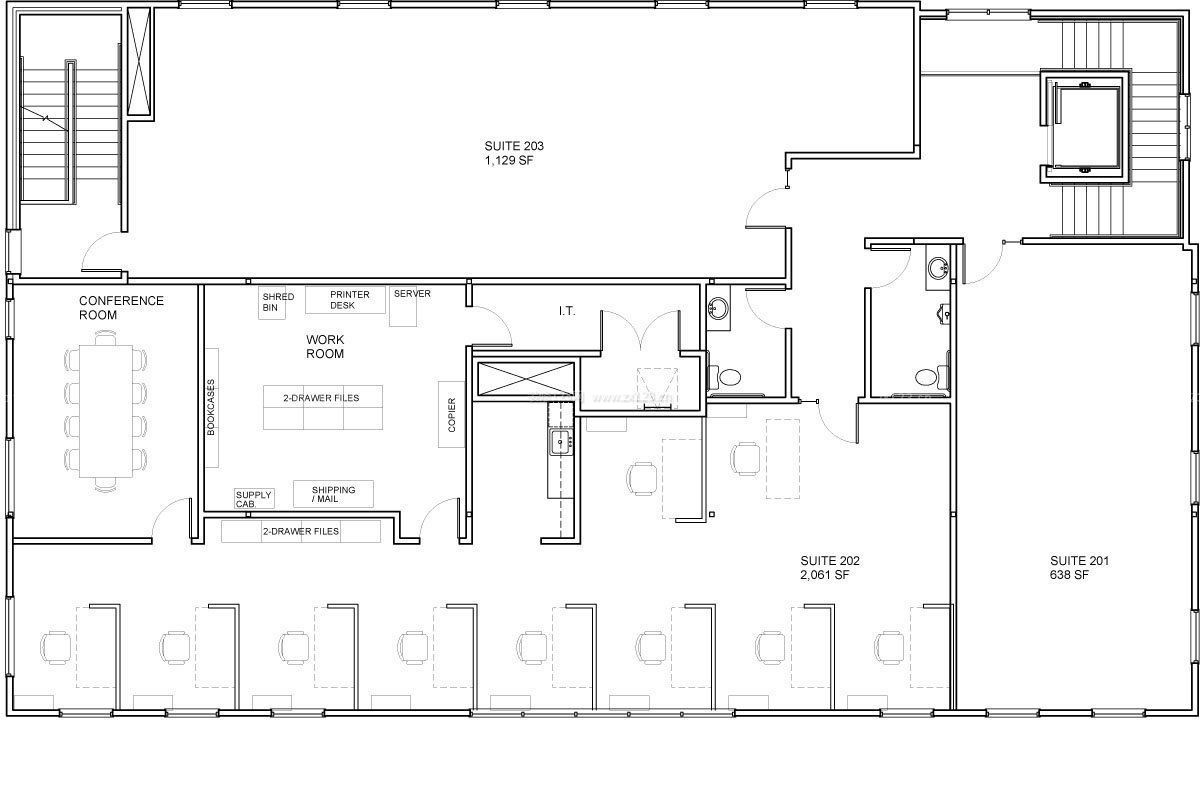 SUITE 203
1,129 SF
CONFERENCE
ROOM
SHRED
BIN
PRINTER
DESK
SERVER
I.T.
WORK
ROOM
BOOKCASES
2-DRAWER FILES
COPIER
SUPPLY
CAB.
SHIPPING
/ MAIL
2-DRAWER FILES
SUITE 202
2,061 SF
SUITE 201
638 SF